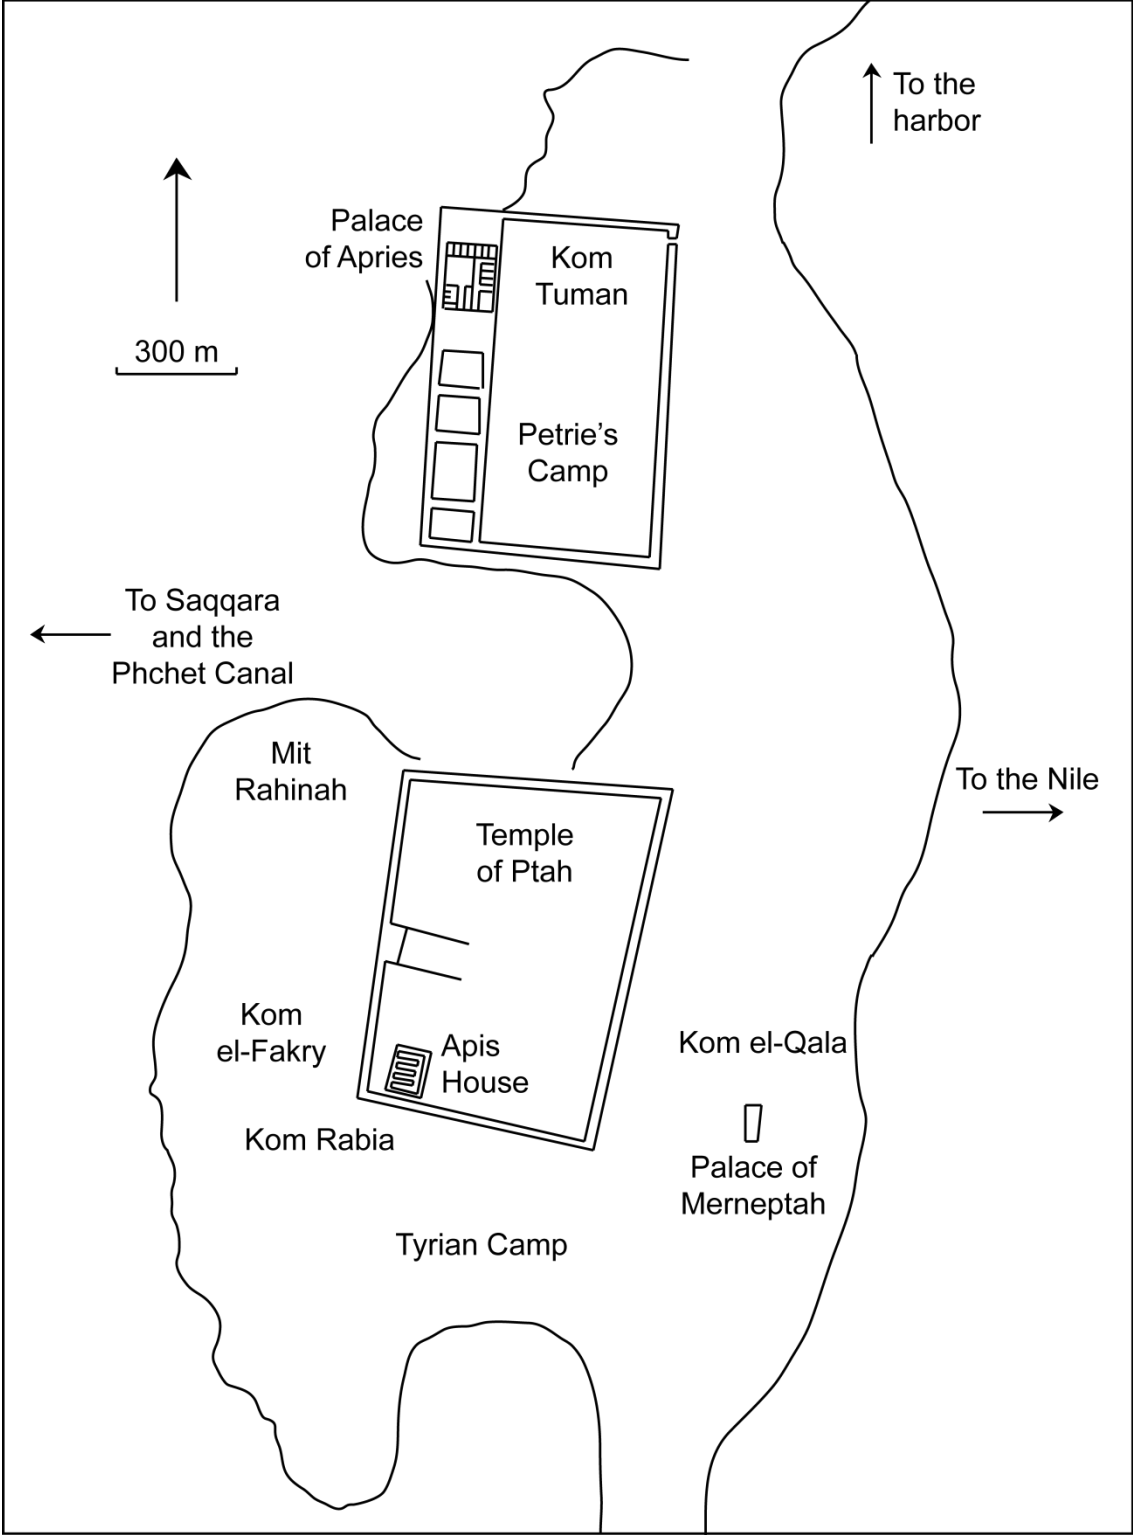 To the
harbor
Palace
of Apries
Kom
Tuman
300 m
Petrie’s
Camp
To Saqqara
and the
Phchet Canal
Mit
Rahinah
To the Nile
Temple
of Ptah
Kom
el-Fakry
Apis
House
Kom el-Qala
Kom Rabia
Palace of
Merneptah
Tyrian Camp